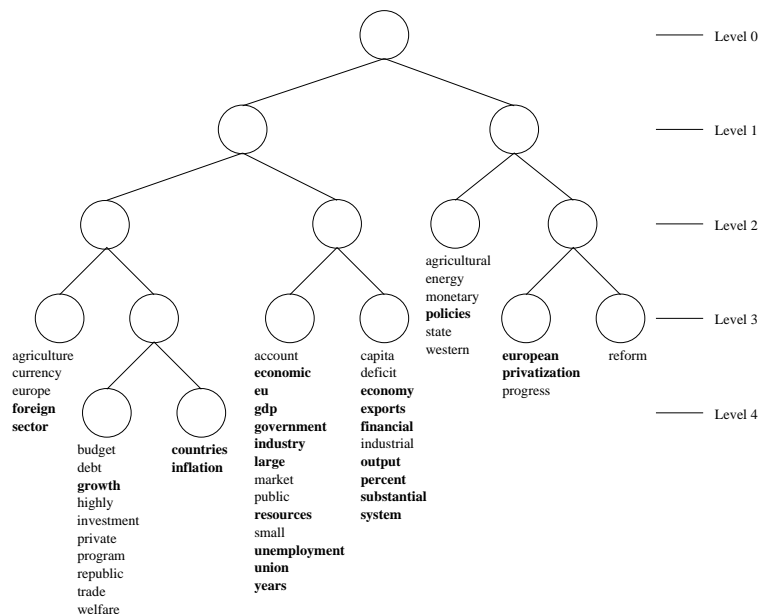 Level 0
Level 1
Level 2
agricultural
energy
monetary
policies
state
western
Level 3
agriculture
currency
europe
foreign
sector
account
economic
eu
gdp
government
industry
large
market
public
resources
small
unemployment
union
years
capita
deficit
economy
exports
financial
industrial
output
percent
substantial
system
european
privatization
progress
reform
Level 4
budget
debt
growth
highly
investment
private
program
republic
trade
welfare
countries
inflation